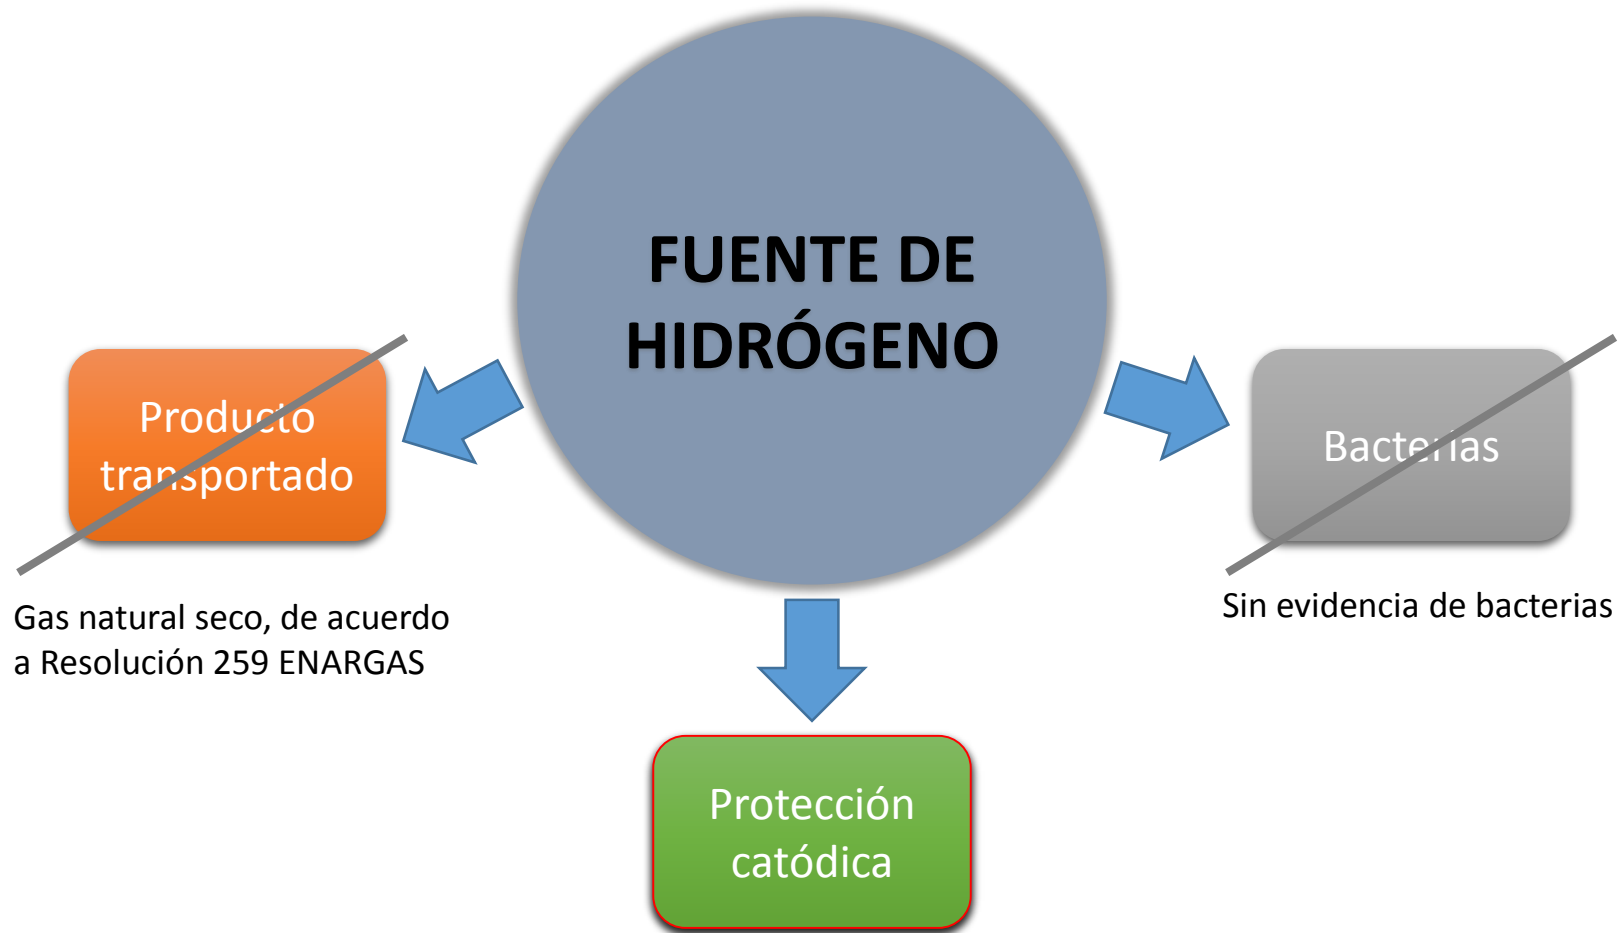 FUENTE DE
HIDRÓGENO
Producto
transportado
Gas natural seco, de acuerdo
a Resolución 259 ENARGAS
Bacterias
Sin evidencia de bacterias
Protección
catódica